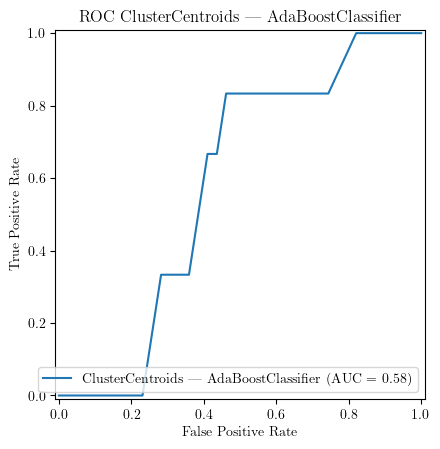 ROC ClusterCentroids — AdaBoostClassifier
1.0
0.8
0.6
0.4
0.2
0.0
True Positive Rate
ClusterCentroids — AdaBoostClassifier (AUC = 0.58)
0.0 0.2 0.4 0.6 0.8 1.0
False Positive Rate